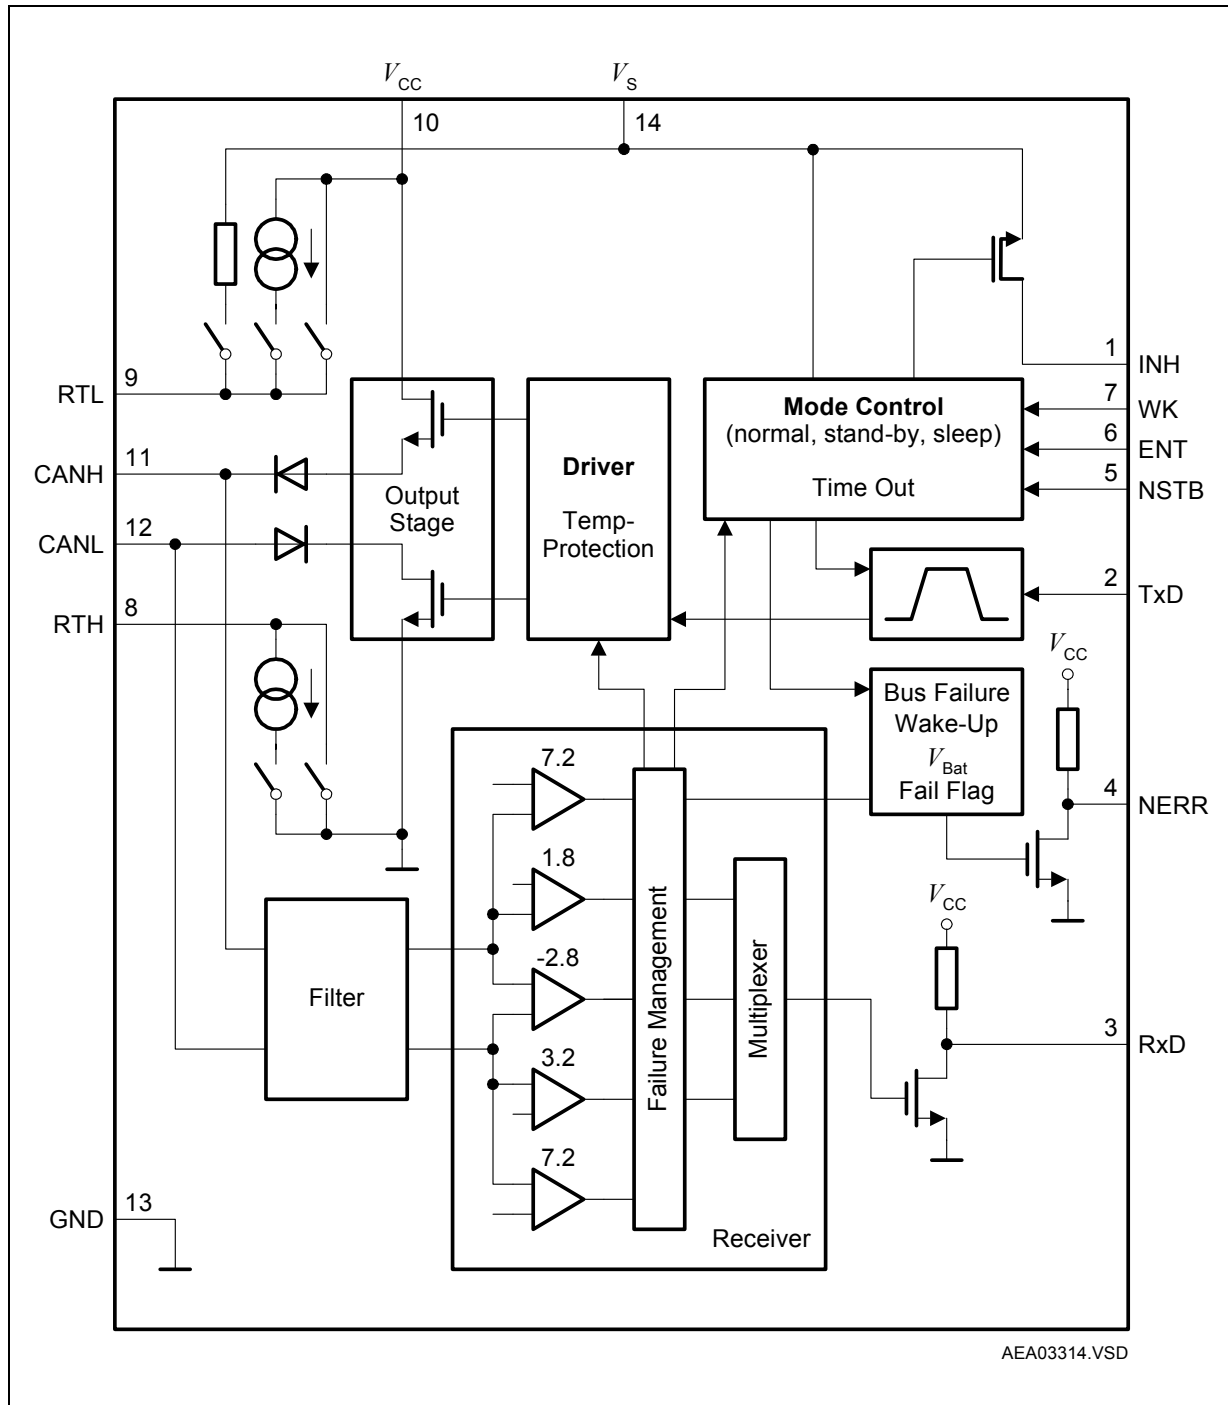 VCC
VS
10
14
1
INH
9
RTL
7
WK
Mode Control
(normal, stand-by, sleep)
6
ENT
11
CANH
Driver
5
NSTB
Time Out
Output
Stage
12
CANL
Temp-
Protection
2
TxD
8
RTH
VCC
Bus Failure
Wake-Up
VBat
Fail Flag
7.2
4
NERR
1.8
VCC
-2.8
Filter
Failure Management
Multiplexer
3
RxD
3.2
7.2
13
GND
Receiver
AEA03314.VSD